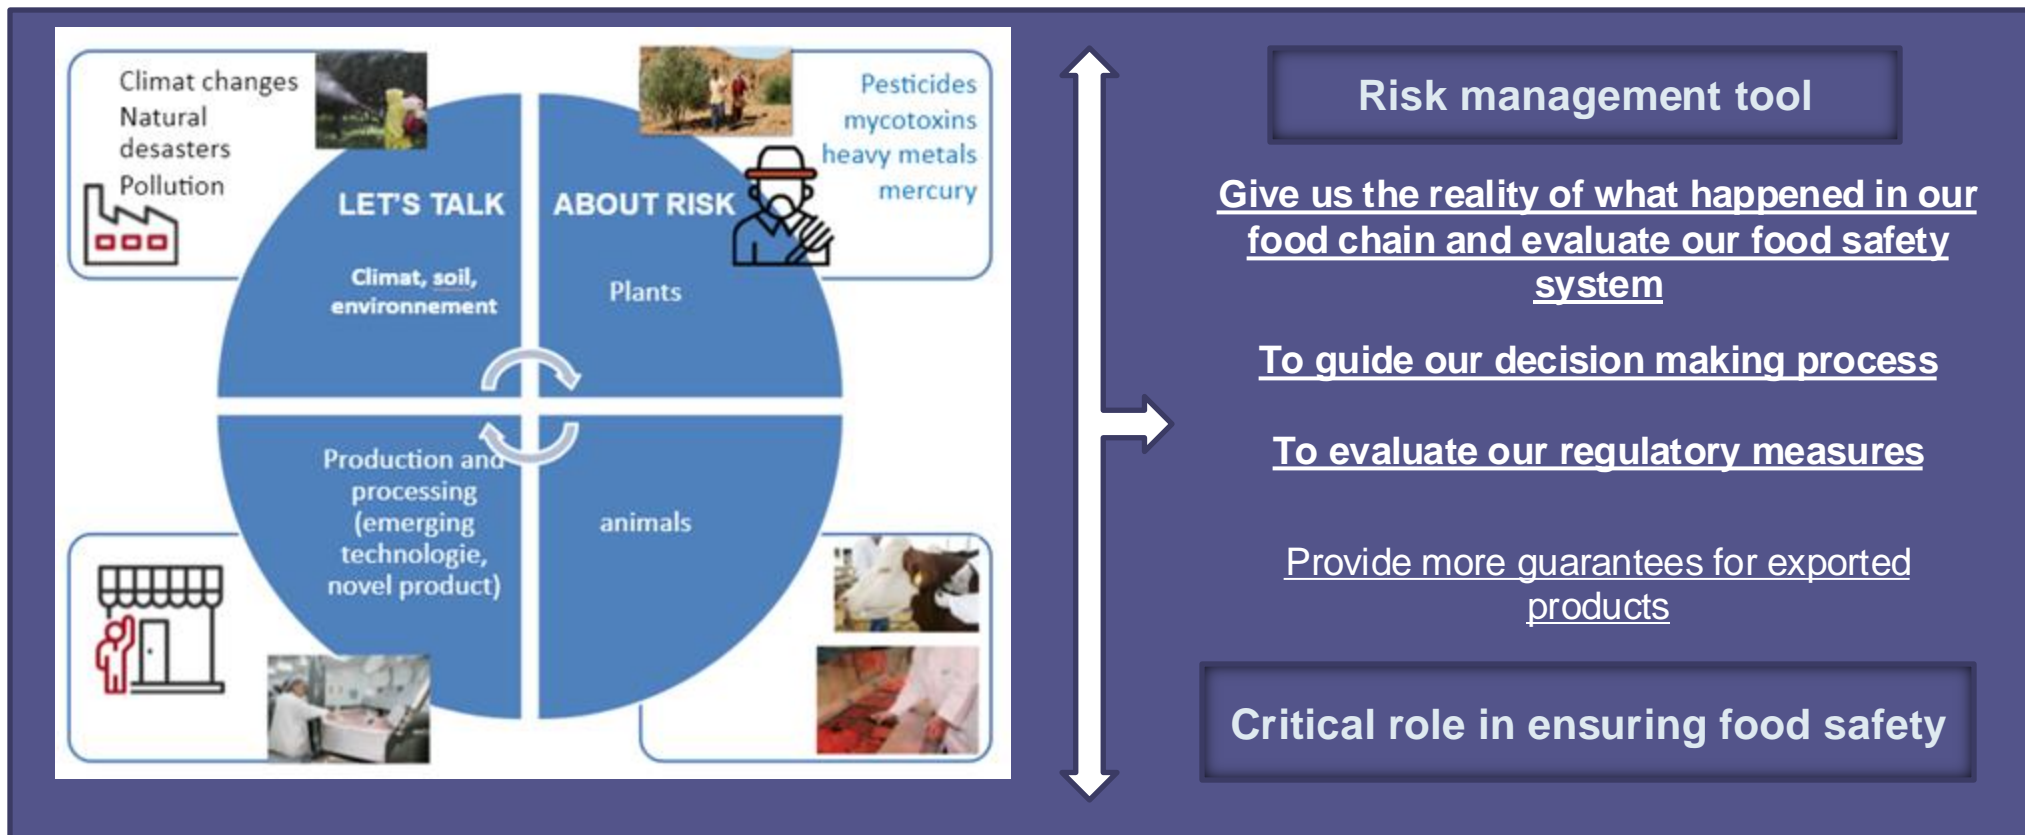 Climat changes
Natural
desasters
Pollution
Pesticides
mycotoxins
heavy metals
mercury
LET'S TALK
ABOUT RISK
Climat, soil,
environnement
Plants
Production and
processing
(emerging
technologie,
novel product)
animals
Risk management tool
Give us the reality of what happened in our
food chain and evaluate our food safety
system
To guide our decision making process
To evaluate our regulatory measures
Provide more guarantees for exported
products
Critical role in ensuring food safety